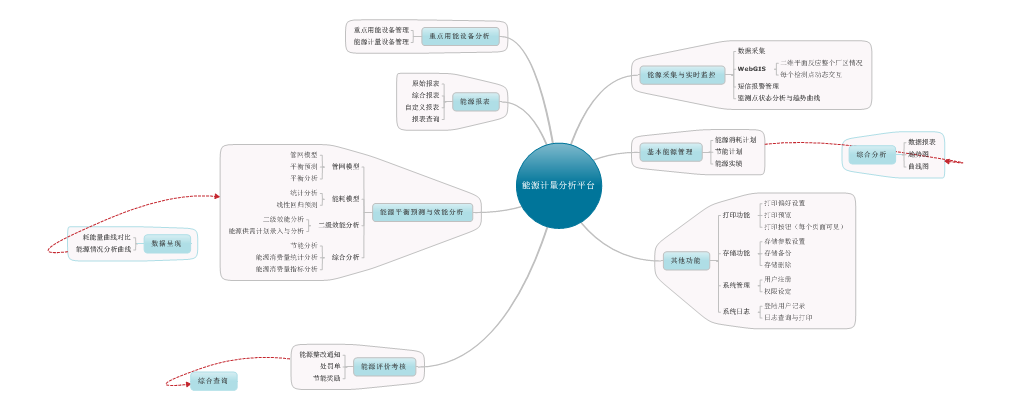 能源计量分析平台
重点用能设备分析
重点用能设备管理
能源计量设备管理
能源报表
原始报表
综合报表
自定义报表
报表查询
能源平衡预测与效能分析
管网模型
管网模型
平衡预测
平衡分析
能耗模型
统计分析
线性回归预测
二级效能分析
二级效能分析
能源供需计划录入与分析
综合分析
节能分析
能源消费量统计分析
能源消费量指标分析
数据呈现
耗能量曲线对比
能源情况分析曲线
能源评价考核
能源整改通知
处罚单
节能奖励
综合查询
能源采集与实时监控
数据采集
WebGIS
二维平面反应整个厂区情况
每个检测点动态交互
短信报警管理
监测点状态分析与趋势曲线
基本能源管理
能源消耗计划
节能计划
能源实绩
综合分析
数据报表
趋势图
曲线图
其他功能
打印功能
打印偏好设置
打印预览
打印按钮（每个页面可见）
存储功能
存储参数设置
存储备份
存储删除
系统管理
用户注册
权限设定
系统日志
登陆用户记录
日志查询与打印